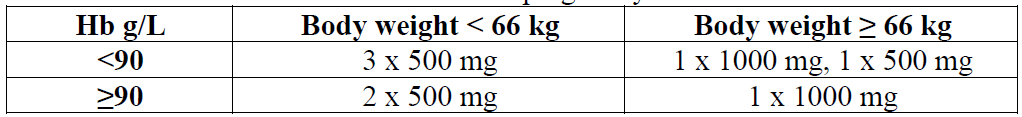 Hb g/L Body weight < 66 kg Body weight ≥ 66 kg
<90 3 x 500 mg 1 x 1000 mg, 1 x 500 mg
≥90 2 x 500 mg 1 x 1000 mg